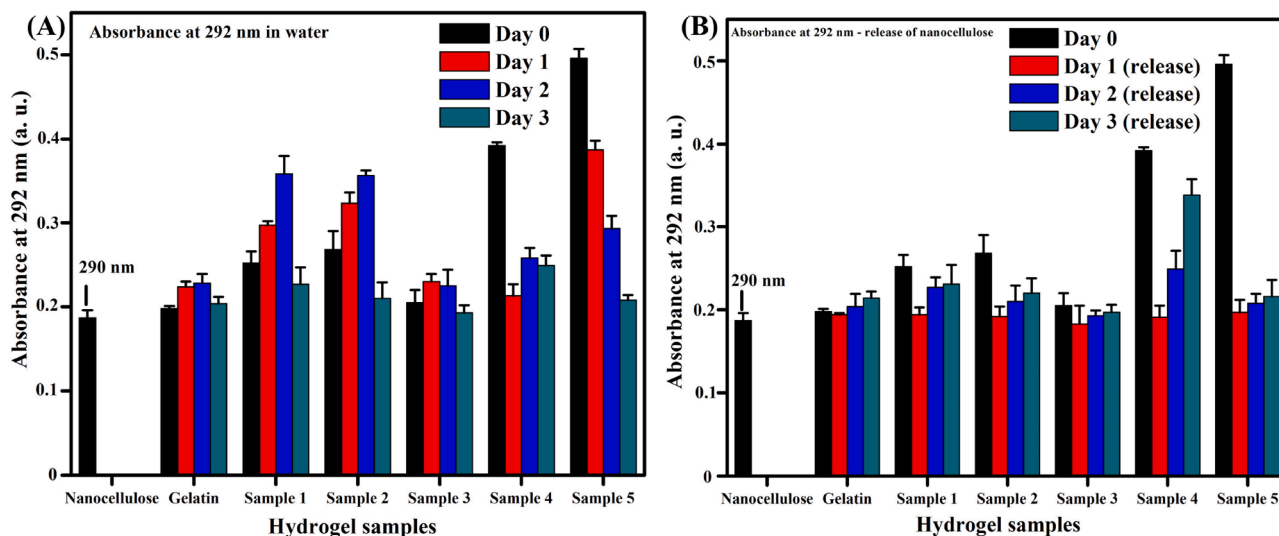 (A)
Absorbance at 292 nm in water
Day 0
Day 1
Day 2
Day 3
290 nm
Absorbance at 292 nm (a. u.)
0.5
0.4
0.3
0.2
0.1
0
Nanocellulose Gelatin Sample 1 Sample 2 Sample 3 Sample 4 Sample 5
Hydrogel samples
(B)
Absorbance at 292 nm - release of nanocellulose
Day 0
Day 1 (release)
Day 2 (release)
Day 3 (release)
290 nm
Absorbance at 292 nm (a. u.)
0.5
0.4
0.3
0.2
0.1
0
Nanocellulose Gelatin Sample 1 Sample 2 Sample 3 Sample 4 Sample 5
Hydrogel samples